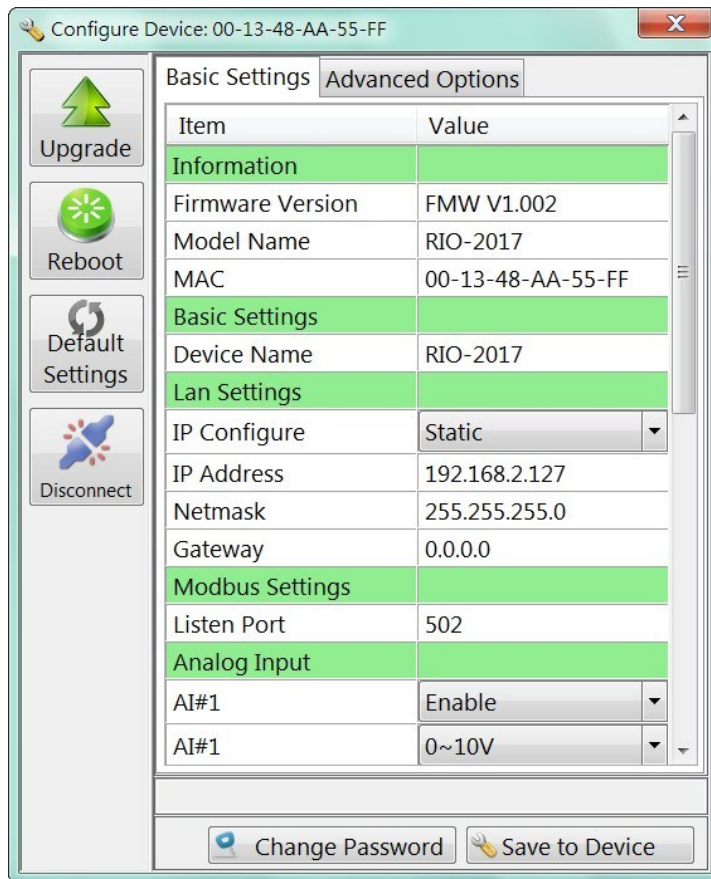 Configure Device: 00-13-48-AA-55-FF
X
Upgrade
Reboot
Default
Settings
Disconnect
Basic Settings Advanced Options
Item Value
Information
Firmware Version FMW V1.002
Model Name RIO-2017
MAC 00-13-48-AA-55-FF
Basic Settings
Device Name RIO-2017
Lan Settings
IP Configure Static
IP Address 192.168.2.127
Netmask 255.255.255.0
Gateway 0.0.0.0
Modbus Settings
Listen Port 502
Analog Input
AI#1 Enable
AI#1 0~10V
Change Password Save to Device